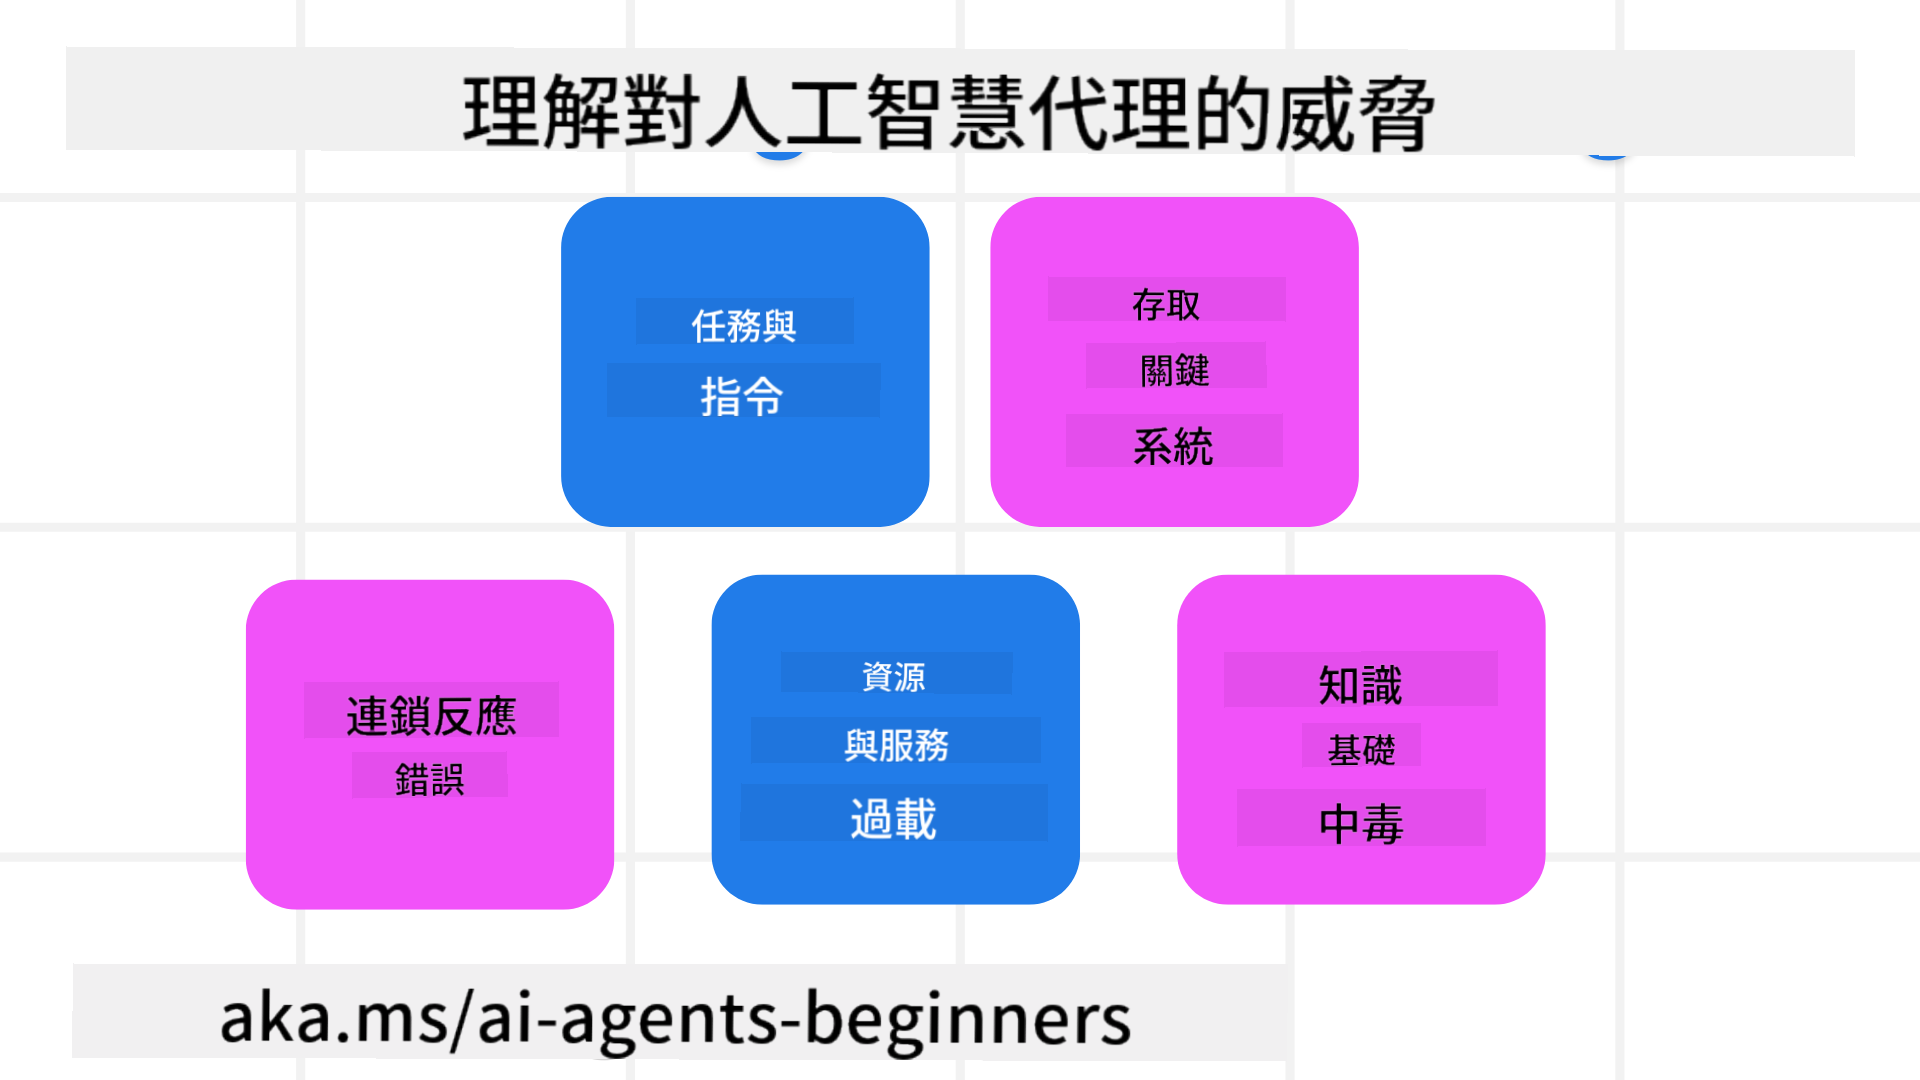 理解對人工智慧代理的威脅
任務與
指令
存取
關鍵
系統
連鎖反應
錯誤
資源
與服務
過載
知識
基礎
中毒
aka.ms/ai-agents-beginners